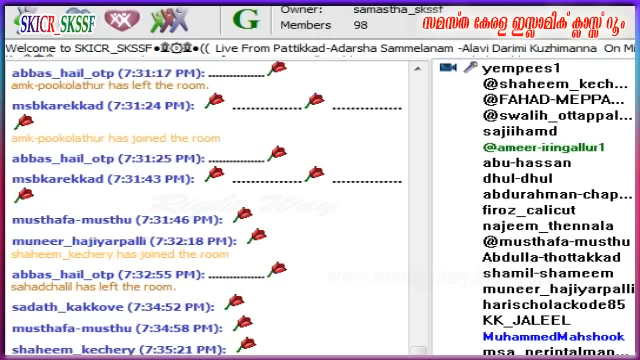 SKICR_SKSSF
Owner: samastha_skssf
Members 98
സമസ്ത കേരള ഇസ്ലാമിക് ക്ലാസ്സ് റൂം
Welcome to SKICR_SKSSF Live From Pattikkad-Adarsha Sammelanam -Alavi Darimi Kuzhimanna On Mi
abbas_hail_otp (7:31:17 PM): ...............
amk-pookolathur has left the room.
msbkarekkad (7:31:24 PM): .................. ..................
amk-pookolathur has joined the room
abbas_hail_otp (7:31:25 PM): ...............
msbkarekkad (7:31:43 PM): .................. ..................
musthafa-musthu (7:31:46 PM):
muneer_hajiyarpalli (7:32:18 PM):
shaheem_kechery has joined the room
abbas_hail_otp (7:32:55 PM): ...............
sahadchalil has left the room.
sadath_kakkove (7:34:52 PM):
musthafa-musthu (7:34:58 PM):
shaheem_kechery (7:35:21 PM):
yempees1
@shaheem_kech...
@FAHAD-MEPPA...
@swalih_ottappal...
sajiihamd
@ameer-iringallur1
abu-hassan
dhul-dhul
abdurahman-chap...
firoz_calicut
najeem_thennala
@musthafa-musthu
Abdulla-thottakkad
shamil-shameem
muneer_hajiyarpalli
harischolackode85
KK_JALEEL
MuhammedMahshook
msa_perintalman...